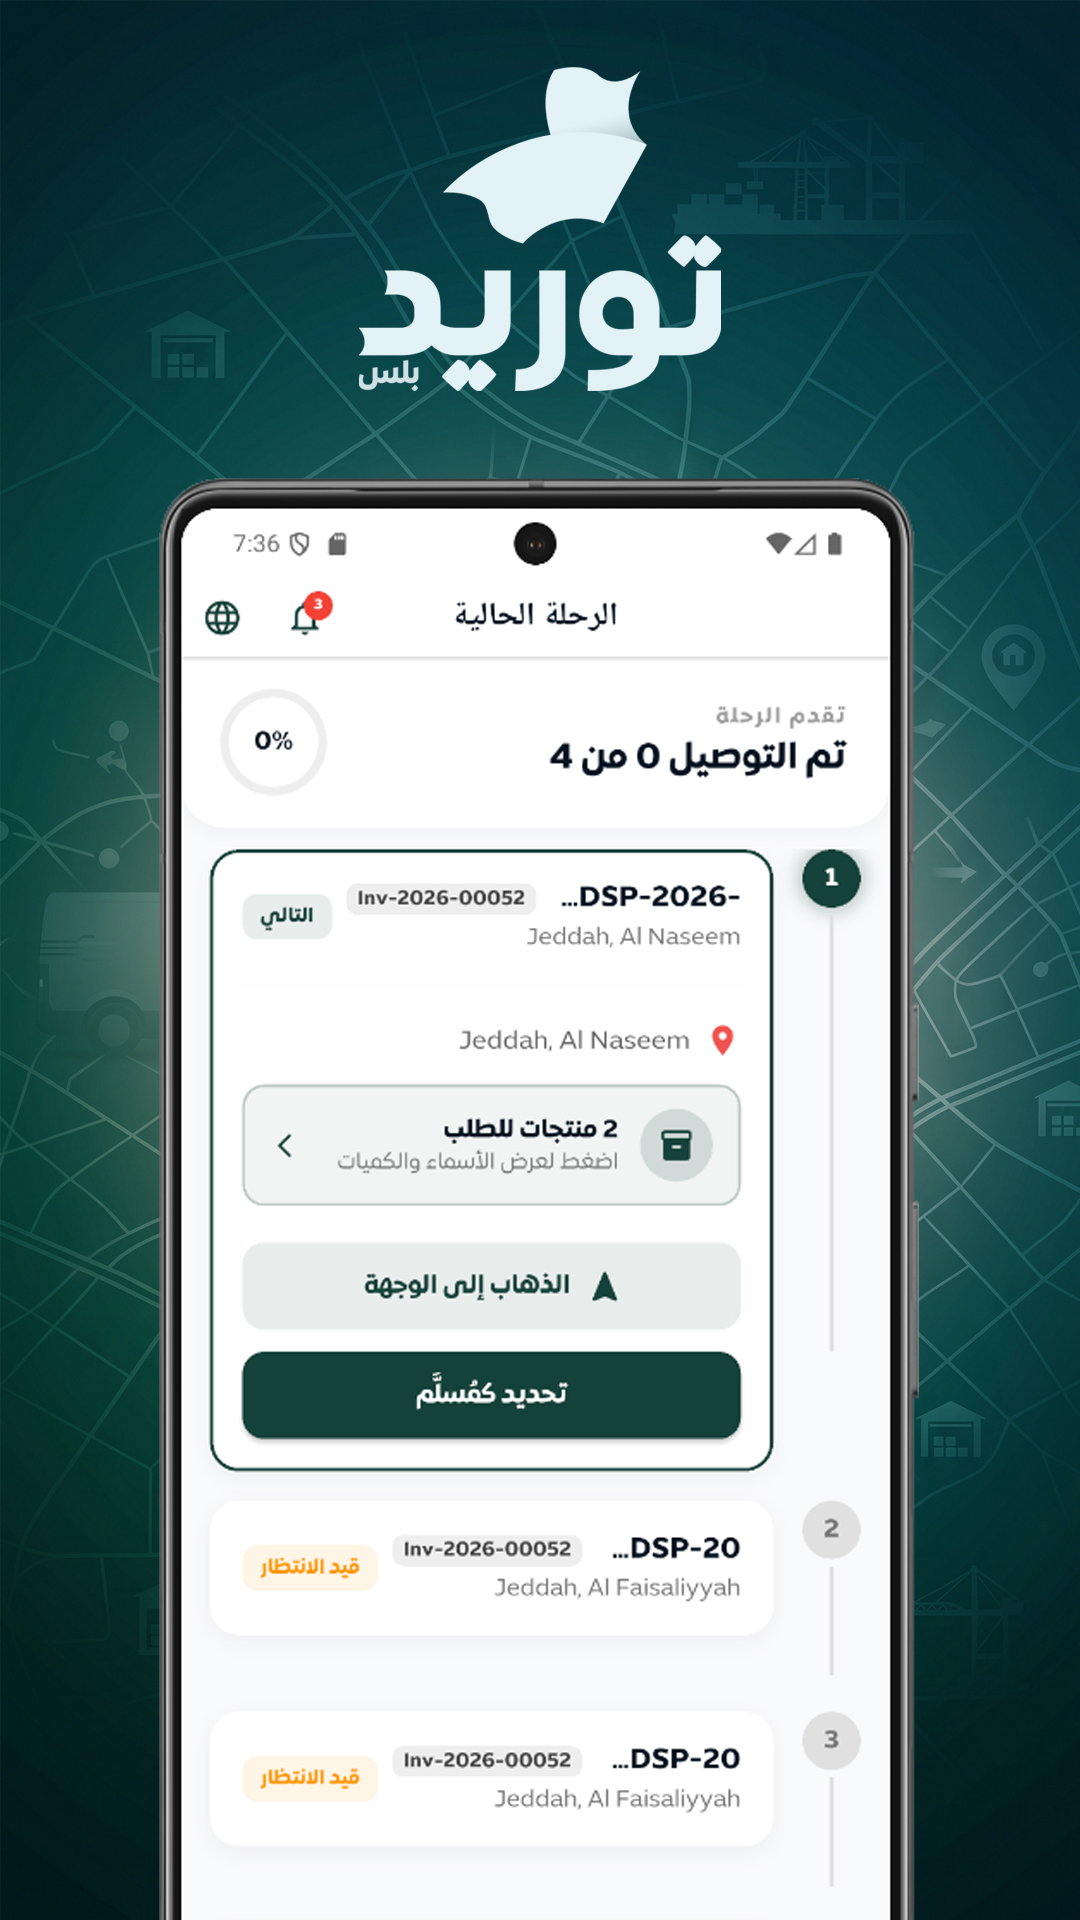 توريد
بلس
7:36
الرحلة الحالية
3
تقدم الرحلة
تم التوصيل 0 من 4
0%
1
DSP-2026-...
Inv-2026-00052
التالي
Jeddah, Al Naseem
Jeddah, Al Naseem
2 منتجات للطلب
اضغط لعرض الأسماء والكميات
الذهاب إلى الوجهة
تحديد كمُسلَّم
2
DSP-20...
Inv-2026-00052
قيد الانتظار
Jeddah, Al Faisaliyyah
3
DSP-20...
Inv-2026-00052
قيد الانتظار
Jeddah, Al Faisaliyyah